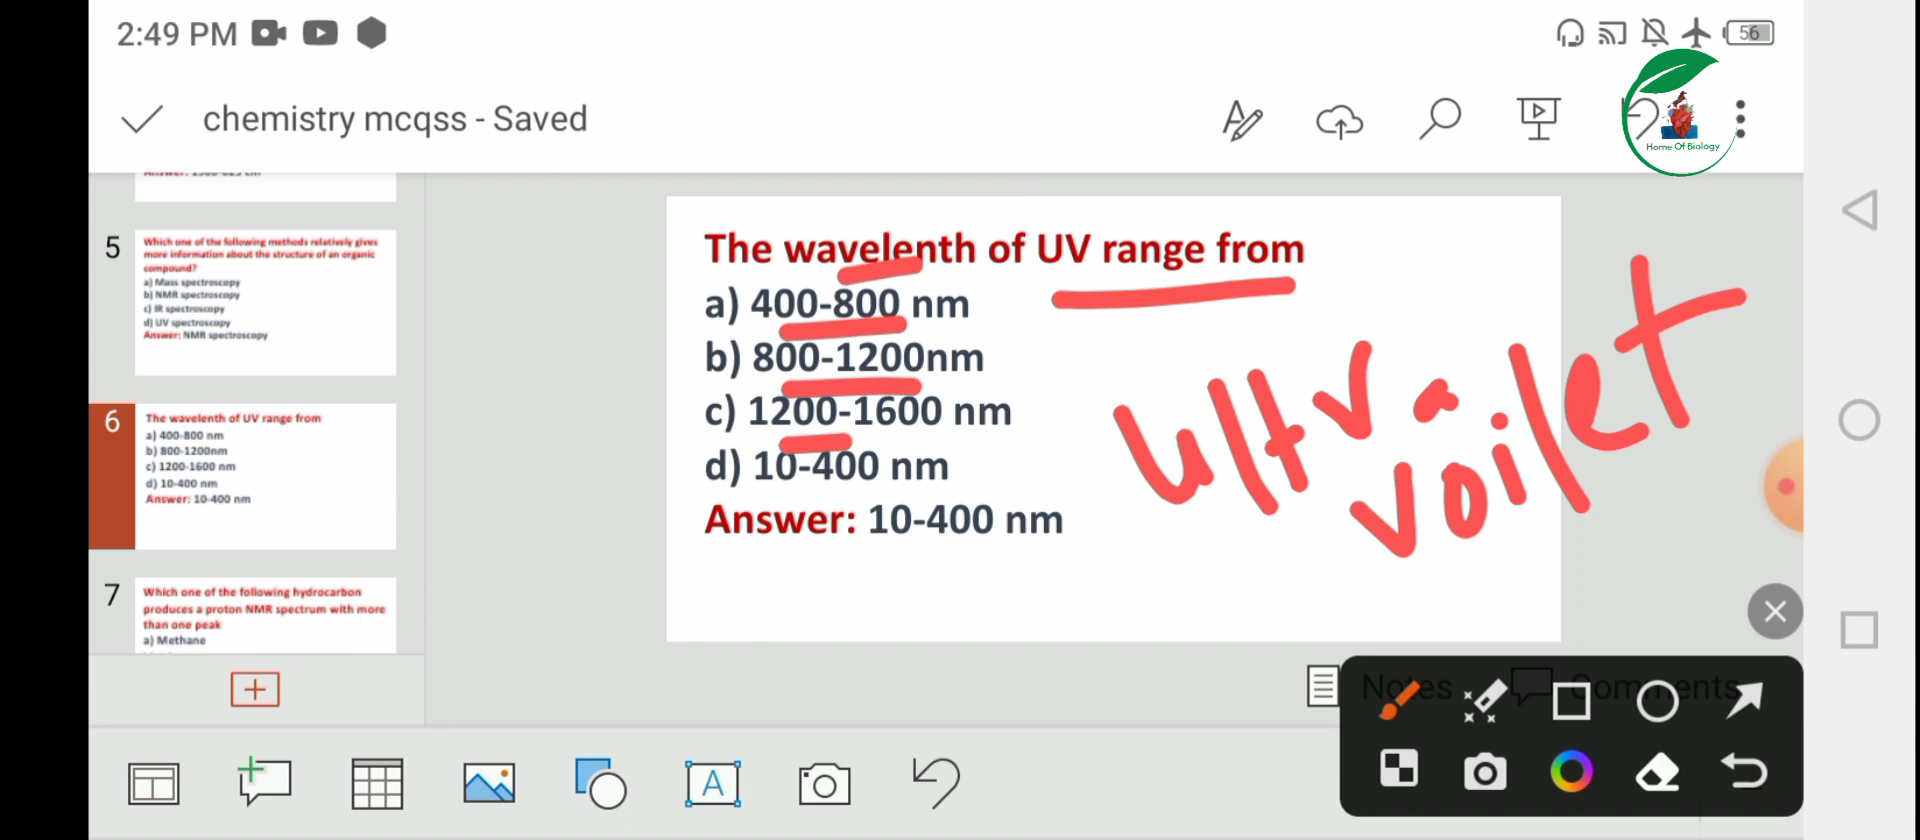 2:49 PM
56
chemistry mcqss - Saved
Home Of Biology
5
Which one of the following methods relatively gives
more information about the structure of an organic
compound?
a) Mass spectroscopy
b) NMR spectroscopy
c) IR spectroscopy
d) UV spectroscopy
Answer: NMR spectroscopy
6
The wavelenth of UV range from
a) 400-800 nm
b) 800-1200nm
c) 1200-1600 nm
d) 10-400 nm
Answer: 10-400 nm
7
Which one of the following hydrocarbon
produces a proton NMR spectrum with more
than one peak
a) Methane
The wavelenth of UV range from
a) 400-800 nm
b) 800-1200nm
c) 1200-1600 nm
d) 10-400 nm
Answer: 10-400 nm
Ultra
voilet
Notes
Comments
A